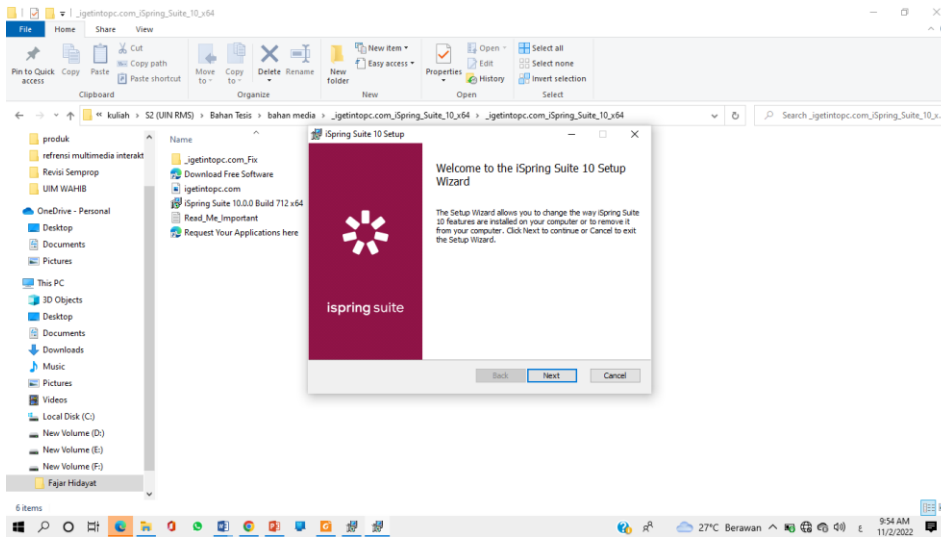 _igetintopc.com_iSpring_Suite_10_x64
File Home Share View
Pin to Quick access
Copy
Paste
Cut
Copy path
Paste shortcut
Clipboard
Move to
Copy to
Delete
Rename
Organize
New folder
New item
Easy access
New
Properties
Open
Edit
History
Open
Select all
Select none
Invert selection
Select
« kuliah › S2 (UIN RMS) › Bahan Tesis › bahan media › _igetintopc.com_iSpring_Suite_10_x64 › _igetintopc.com_iSpring_Suite_10_x64
Search _igetintopc.com_iSpring_Suite_10_x.
produk
refrensi multimedia interakt
Revisi Semprop
UIM WAHIB
OneDrive - Personal
Desktop
Documents
Pictures
This PC
3D Objects
Desktop
Documents
Downloads
Music
Pictures
Videos
Local Disk (C:)
New Volume (D:)
New Volume (E:)
New Volume (F:)
Fajar Hidayat
Name
_igetintopc.com_Fix
Download Free Software
igetintopc.com
iSpring Suite 10.0.0 Build 712 x64
Read_Me_Important
Request Your Applications here
iSpring Suite 10 Setup
ispring suite
Welcome to the iSpring Suite 10 Setup
Wizard
The Setup Wizard allows you to change the way iSpring Suite
10 features are installed on your computer or to remove it
from your computer. Click Next to continue or Cancel to exit
the Setup Wizard.
Back Next Cancel
6 items
27°C Berawan
9:54 AM
11/2/2022